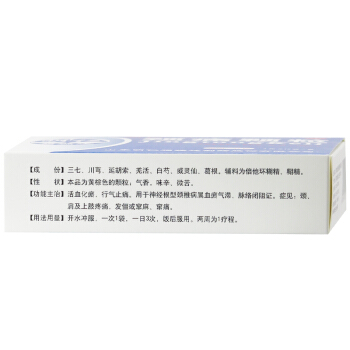 【成　份】三七、川芎、延胡索、羌活、白芍、威灵仙、葛根。辅料为倍他环糊精、糊精。
【性　状】本品为黄棕色的颗粒；气香，味辛、微苦。
【功能主治】活血化瘀、行气止痛。用于神经根型颈椎病属血瘀气滞、脉络闭阻证。症见：颈、
肩及上肢疼痛，发僵或窜麻、窜痛。
【用法用量】开水冲服，一次1袋，一日3次，饭后服用，两周为1疗程。